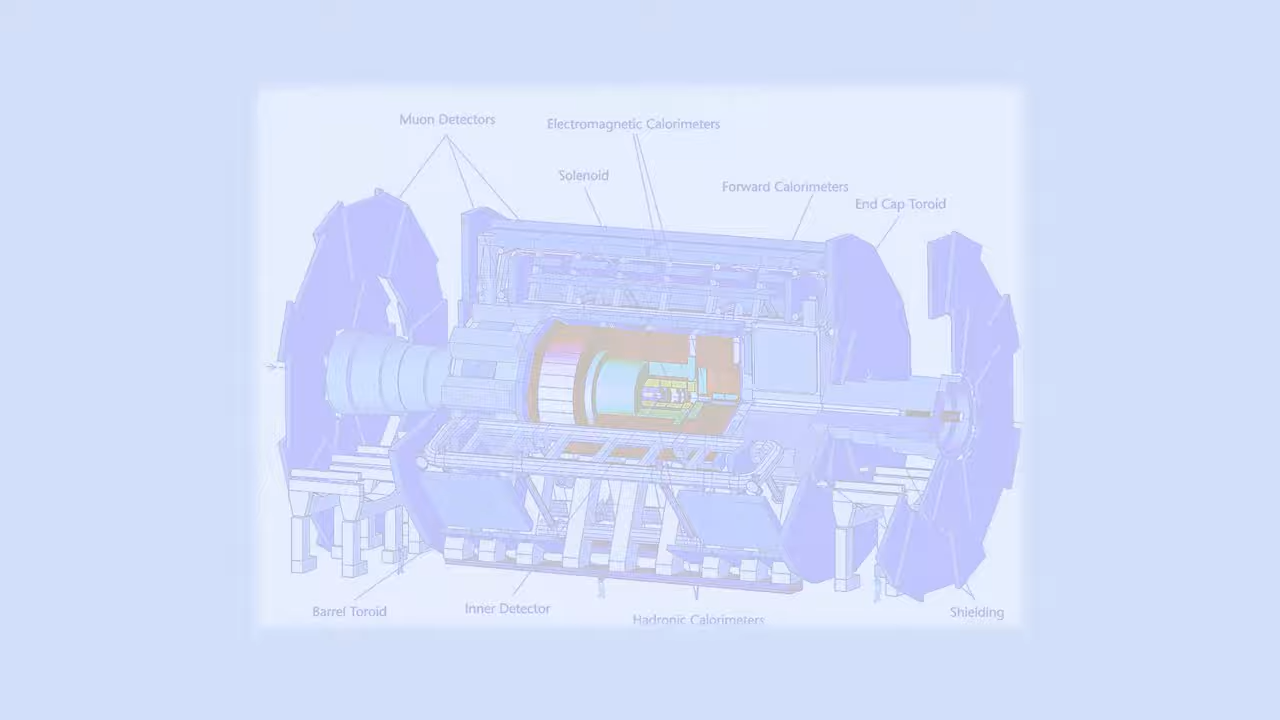 Muon Detectors
Electromagnetic Calorimeters
Solenoid
Forward Calorimeters
End Cap Toroid
Barrel Toroid
Inner Detector
Hadronic Calorimeters
Shielding